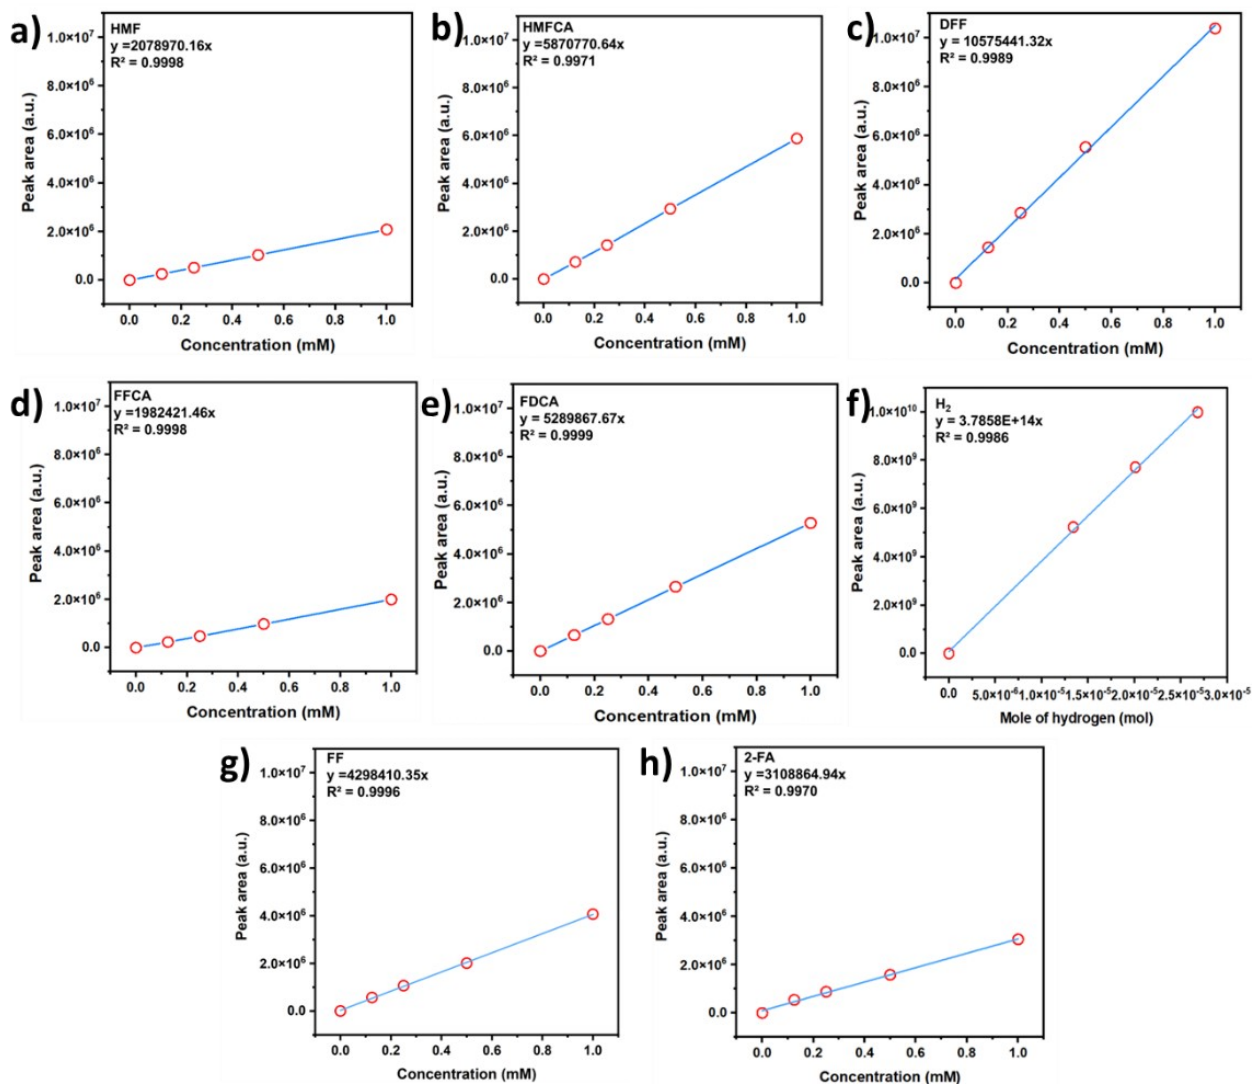 a)
HMF
y =2078970.16x
R² = 0.9998
1.0×10⁷
8.0×10⁶
6.0×10⁶
4.0×10⁶
2.0×10⁶
0.0
Peak area (a.u.)
0.0 0.2 0.4 0.6 0.8 1.0
Concentration (mM)
b)
HMFCA
y =5870770.64x
R² = 0.9971
1.0×10⁷
8.0×10⁶
6.0×10⁶
4.0×10⁶
2.0×10⁶
0.0
Peak area (a.u.)
0.0 0.2 0.4 0.6 0.8 1.0
Concentration (mM)
c)
DFF
y = 10575441.32x
R² = 0.9989
1.0×10⁷
8.0×10⁶
6.0×10⁶
4.0×10⁶
2.0×10⁶
0.0
Peak area (a.u.)
0.0 0.2 0.4 0.6 0.8 1.0
Concentration (mM)
d)
FFCA
y =1982421.46x
R² = 0.9998
1.0×10⁷
8.0×10⁶
6.0×10⁶
4.0×10⁶
2.0×10⁶
0.0
Peak area (a.u.)
0.0 0.2 0.4 0.6 0.8 1.0
Concentration (mM)
e)
FDCA
y = 5289867.67x
R² = 0.9999
1.0×10⁷
8.0×10⁶
6.0×10⁶
4.0×10⁶
2.0×10⁶
0.0
Peak area (a.u.)
0.0 0.2 0.4 0.6 0.8 1.0
Concentration (mM)
f)
H₂
y = 3.7858E+14x
R² = 0.9986
1.0×10¹⁰
8.0×10⁹
6.0×10⁹
4.0×10⁹
2.0×10⁹
0.0
Peak area (a.u.)
0.0 5.0×10⁻⁶ 1.0×10⁻⁵ 1.5×10⁻⁵ 2.0×10⁻⁵ 2.5×10⁻⁵ 3.0×10⁻⁵
Mole of hydrogen (mol)
g)
FF
y =4298410.35x
R² = 0.9996
1.0×10⁷
8.0×10⁶
6.0×10⁶
4.0×10⁶
2.0×10⁶
0.0
Peak area (a.u.)
0.0 0.2 0.4 0.6 0.8 1.0
Concentration (mM)
h)
2-FA
y =3108864.94x
R² = 0.9970
1.0×10⁷
8.0×10⁶
6.0×10⁶
4.0×10⁶
2.0×10⁶
0.0
Peak area (a.u.)
0.0 0.2 0.4 0.6 0.8 1.0
Concentration (mM)